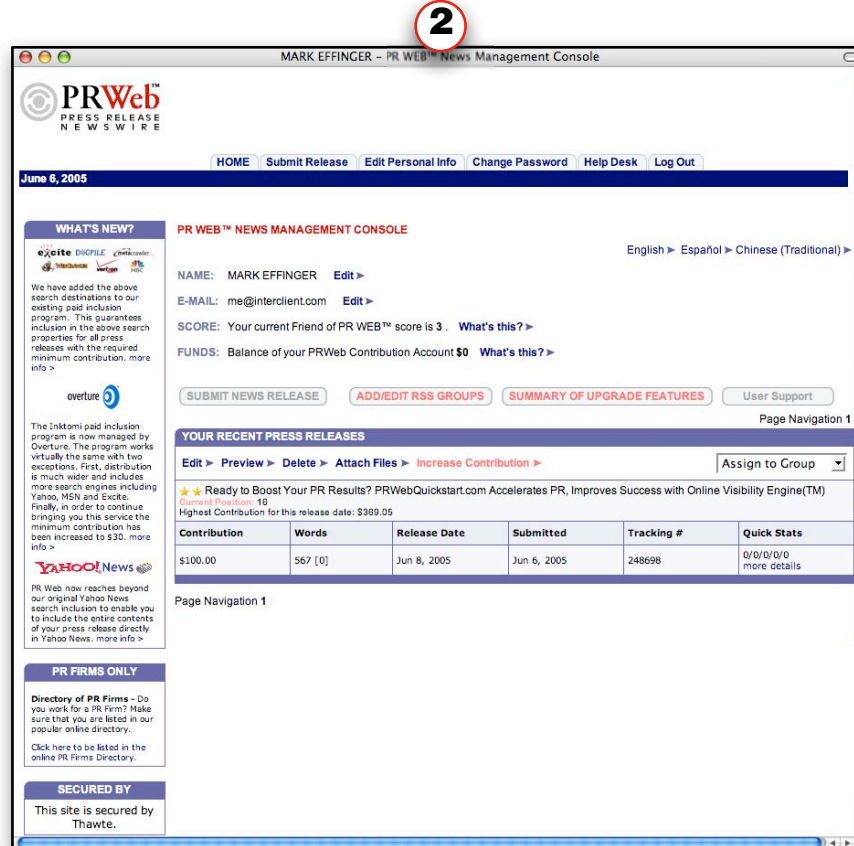 2
MARK EFFINGER – PR WEB™ News Management Console
PRWeb™
PRESS RELEASE
NEWSWIRE
HOME Submit Release Edit Personal Info Change Password Help Desk Log Out
June 6, 2005
WHAT'S NEW?
excite DOGPILE metacrawler
verizon NBC
We have added the above
search destinations to our
existing paid inclusion
program. This guarantees
inclusion in the above search
properties for all press
releases with the required
minimum contribution. more
info >
overture
The Inktomi paid inclusion
program is now managed by
Overture. The program works
virtually the same with two
exceptions. First, distribution
is much wider and includes
more search engines including
Yahoo, MSN and Excite.
Finally, in order to continue
bringing you this service the
minimum contribution has
been increased to $30. more
info >
YAHOO! News
PR Web now reaches beyond
our original Yahoo News
search inclusion to enable you
to include the entire contents
of your press release directly
in Yahoo News. more info >
PR FIRMS ONLY
Directory of PR Firms - Do
you work for a PR Firm? Make
sure that you are listed in our
popular online directory.
Click here to be listed in the
online PR Firms Directory.
SECURED BY
This site is secured by
Thawte.
PR WEB™ NEWS MANAGEMENT CONSOLE
English ► Español ► Chinese (Traditional) ►
NAME: MARK EFFINGER Edit ►
E-MAIL: me@interclient.com Edit ►
SCORE: Your current Friend of PR WEB™ score is 3 . What's this? ►
FUNDS: Balance of your PRWeb Contribution Account $0 What's this? ►
SUBMIT NEWS RELEASE ADD/EDIT RSS GROUPS SUMMARY OF UPGRADE FEATURES User Support
Page Navigation 1
YOUR RECENT PRESS RELEASES
Edit ► Preview ► Delete ► Attach Files ► Increase Contribution ► Assign to Group
Ready to Boost Your PR Results? PRWebQuickstart.com Accelerates PR, Improves Success with Online Visibility Engine(TM)
Current Position: 16
Highest Contribution for this release date: $369.05
Contribution Words Release Date Submitted Tracking # Quick Stats
$100.00 567 [0] Jun 8, 2005 Jun 6, 2005 248698 0/0/0/0/0
more details
Page Navigation 1